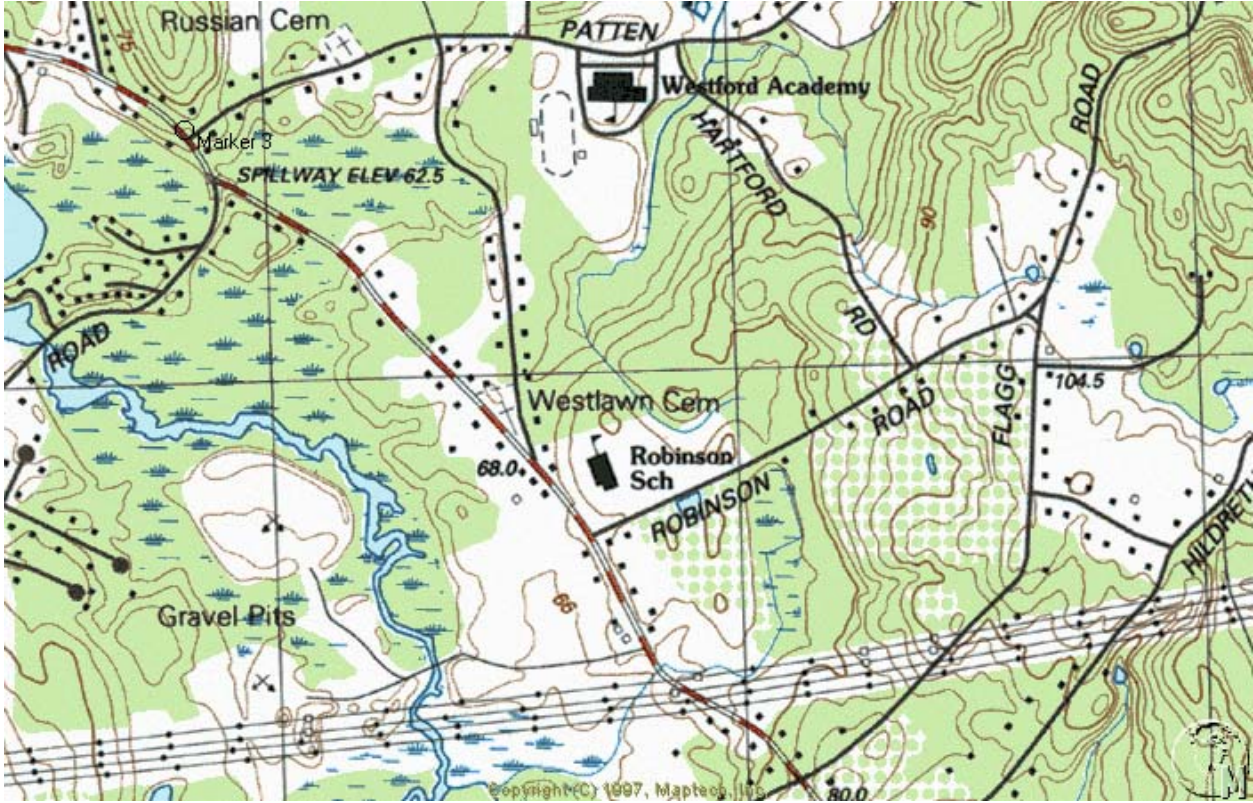 Russian Cem
PATTEN
Westford Academy
75
Marker 3
HARTFORD
ROAD
SPILLWAY ELEV 62.5
90
RD
ROAD
104.5
Westlawn Cem
ROAD
FLAGG
68.0
Robinson
Sch
ROBINSON
66
Gravel Pits
Copyright (C) 1997, Maptech, Inc.
80.0